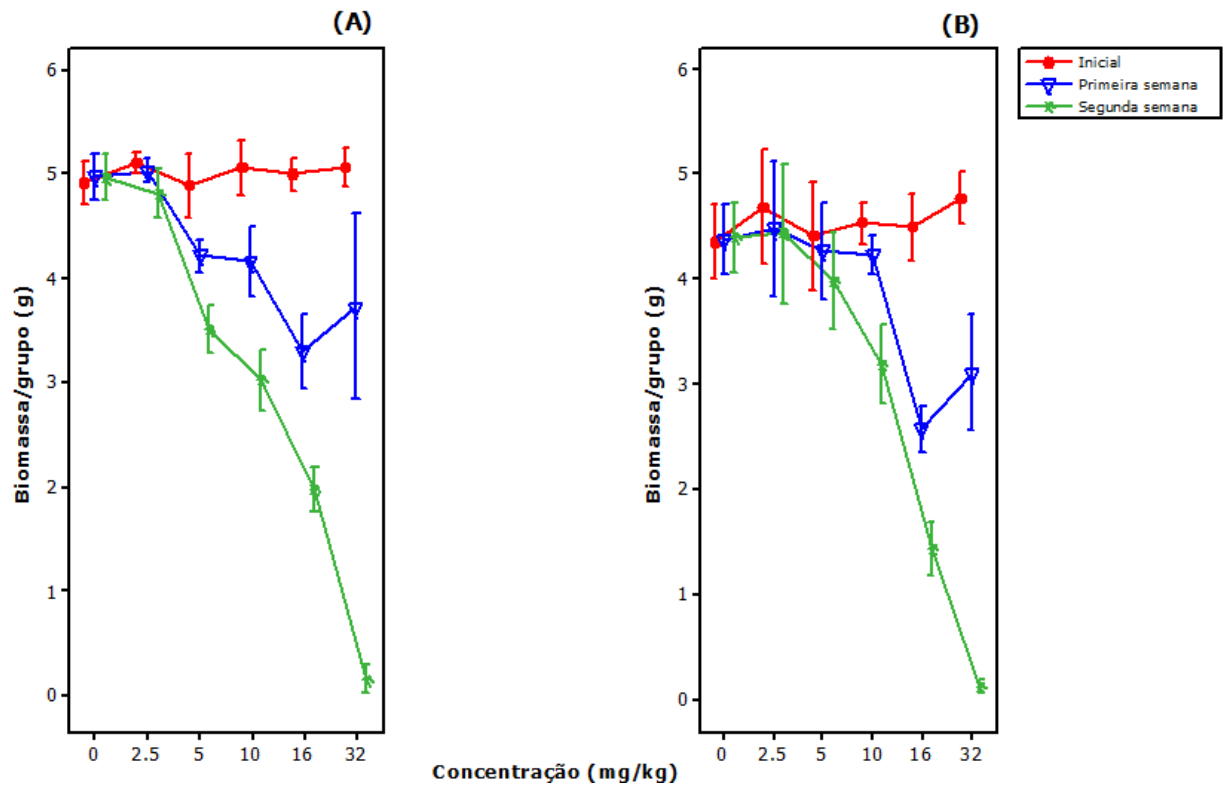 (A)
(B)
Inicial
Primeira semana
Segunda semana
Biomassa/grupo (g)
6
5
4
3
2
1
0
0 2.5 5 10 16 32
Biomassa/grupo (g)
6
5
4
3
2
1
0
0 2.5 5 10 16 32
Concentração (mg/kg)